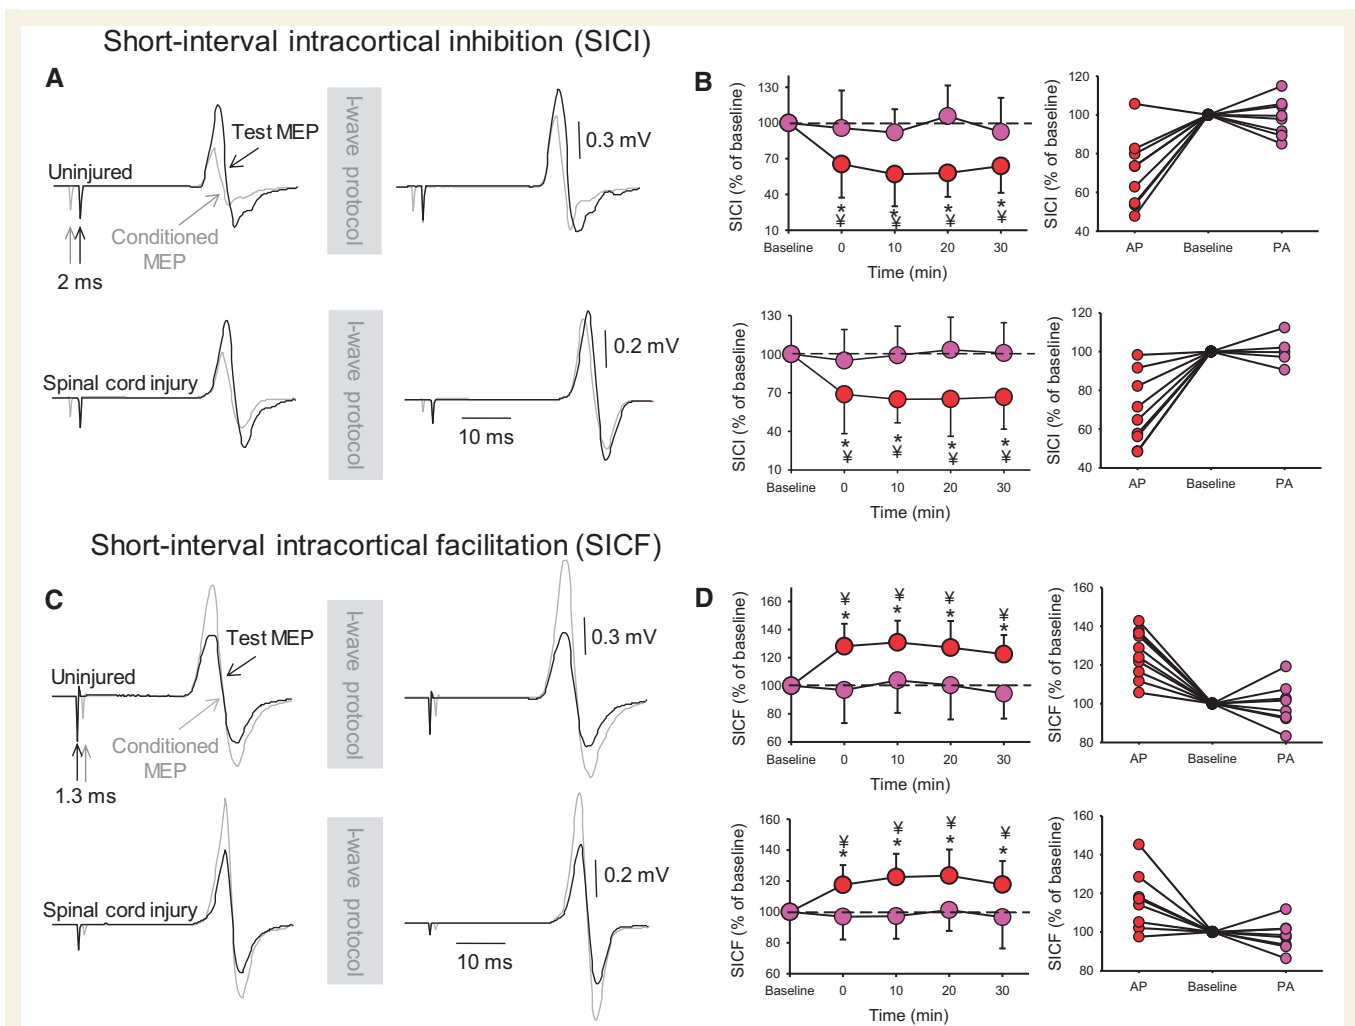 Short-interval intracortical inhibition (SICI)
A
Test MEP
Uninjured
Conditioned
MEP
2 ms
I-wave protocol
0.3 mV
Spinal cord injury
I-wave protocol
0.2 mV
10 ms
B
SICI (% of baseline)
130
100
70
40
10
* * * *
¥ ¥ ¥ ¥
Baseline 0 10 20 30
Time (min)
SICI (% of baseline)
120
100
80
60
40
AP Baseline PA
SICI (% of baseline)
130
100
70
40
10
* * * *
¥ ¥ ¥ ¥
Baseline 0 10 20 30
Time (min)
SICI (% of baseline)
120
100
80
60
40
AP Baseline PA
Short-interval intracortical facilitation (SICF)
C
Test MEP
Uninjured
Conditioned
MEP
1.3 ms
I-wave protocol
0.3 mV
Spinal cord injury
I-wave protocol
0.2 mV
10 ms
D
SICF (% of baseline)
160
140
120
100
80
60
¥ ¥ ¥ ¥
* * * *
Baseline 0 10 20 30
Time (min)
SICF (% of baseline)
160
140
120
100
80
AP Baseline PA
SICF (% of baseline)
160
140
120
100
80
60
¥ ¥ ¥ ¥
* * * *
Baseline 0 10 20 30
Time (min)
SICF (% of baseline)
160
140
120
100
80
AP Baseline PA